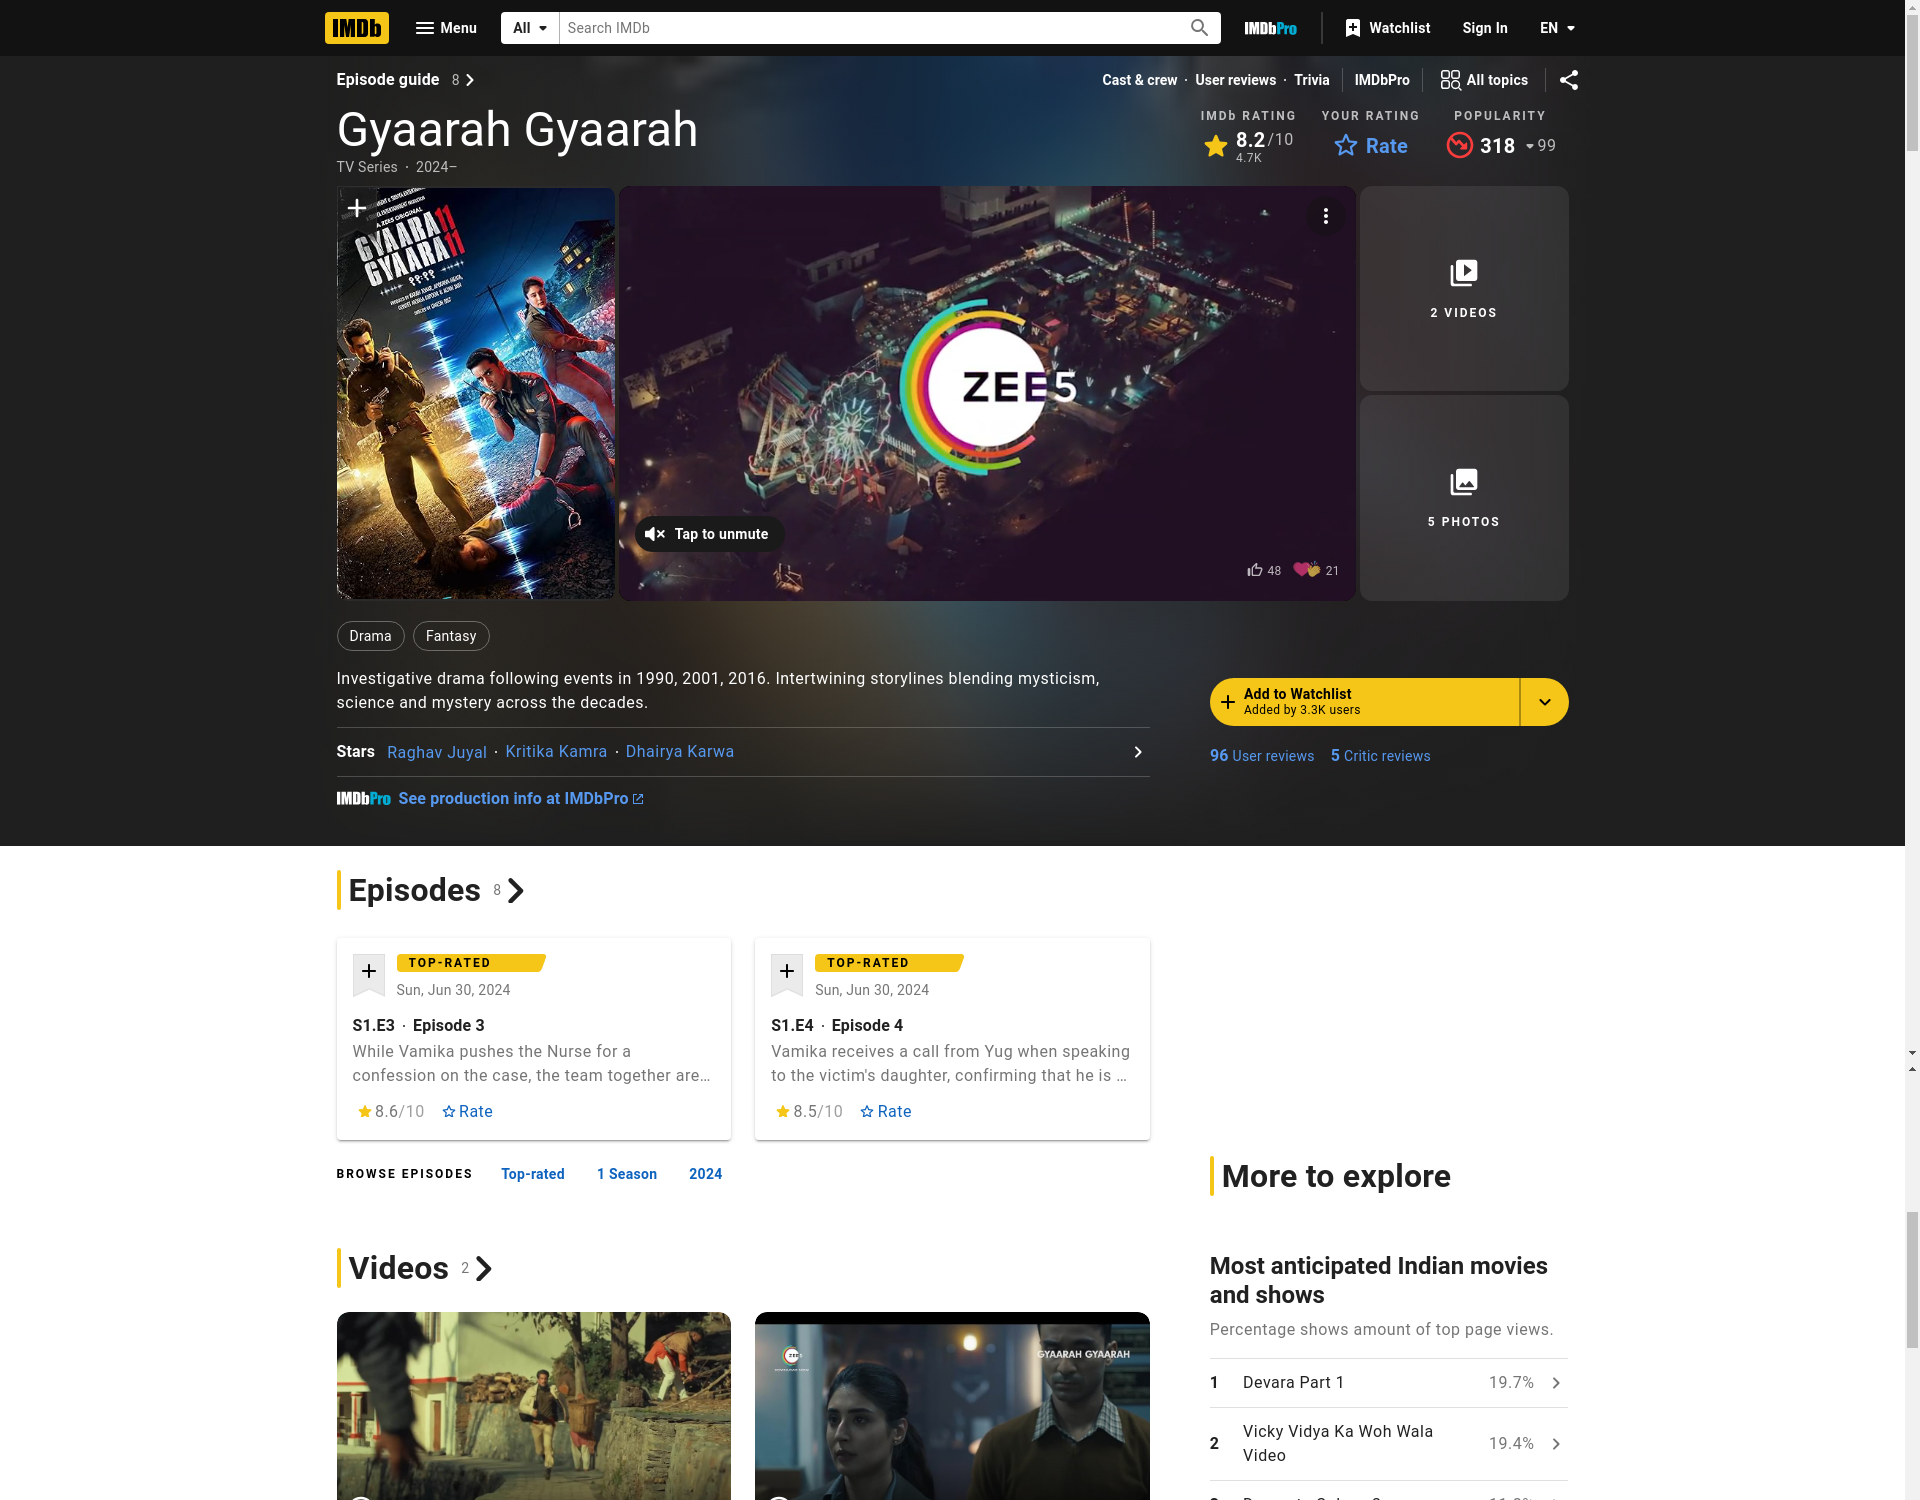 IMDb
Menu
All
Search IMDb
IMDbPro
Watchlist
Sign In
EN
Episode guide
8
Cast & crew · User reviews · Trivia
IMDbPro
All topics
Gyaarah Gyaarah
TV Series · 2024–
IMDb RATING
8.2/10
4.7K
YOUR RATING
Rate
POPULARITY
318
99
GYAARA 11
GYAARA 11
११:११
ZEE5
Tap to unmute
48
21
2 VIDEOS
5 PHOTOS
Drama
Fantasy
Investigative drama following events in 1990, 2001, 2016. Intertwining storylines blending mysticism,
science and mystery across the decades.
Stars Raghav Juyal · Kritika Kamra · Dhairya Karwa
IMDbPro See production info at IMDbPro
Add to Watchlist
Added by 3.3K users
96 User reviews
5 Critic reviews
Episodes
8
TOP-RATED
Sun, Jun 30, 2024
S1.E3 · Episode 3
While Vamika pushes the Nurse for a
confession on the case, the team together are...
8.6/10
Rate
TOP-RATED
Sun, Jun 30, 2024
S1.E4 · Episode 4
Vamika receives a call from Yug when speaking
to the victim's daughter, confirming that he is ...
8.5/10
Rate
BROWSE EPISODES
Top-rated
1 Season
2024
Videos
2
ZEE5
GYAARAH GYAARAH
More to explore
Most anticipated Indian movies
and shows
Percentage shows amount of top page views.
1 Devara Part 1 19.7%
2 Vicky Vidya Ka Woh Wala
Video 19.4%